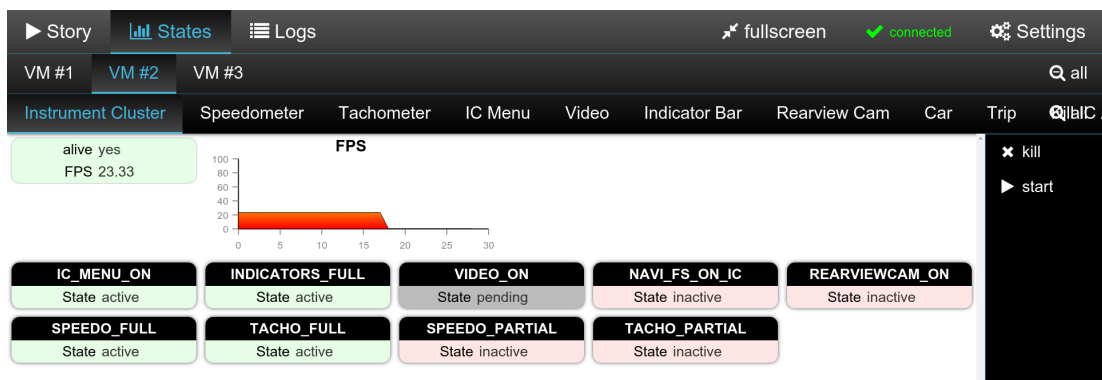 Story States Logs fullscreen connected Settings
VM #1 VM #2 VM #3 all
Instrument Cluster Speedometer Tachometer IC Menu Video Indicator Bar Rearview Cam Car Trip
alive yes
FPS 23.33
FPS
100
80
60
40
20
0
0 5 10 15 20 25 30
kill
start
IC_MENU_ON INDICATORS_FULL VIDEO_ON NAVI_FS_ON_IC REARVIEWCAM_ON
State active State active State pending State inactive State inactive
SPEEDO_FULL TACHO_FULL SPEEDO_PARTIAL TACHO_PARTIAL
State active State active State inactive State inactive